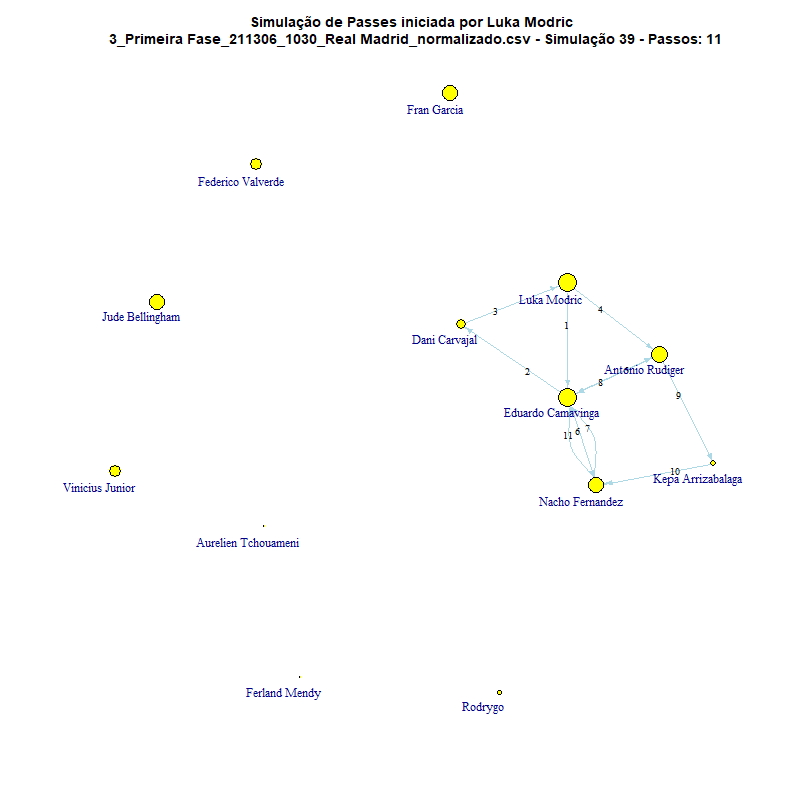 Simulação de Passes iniciada por Luka Modric
3_Primeira Fase_211306_1030_Real Madrid_normalizado.csv - Simulação 39 - Passos: 11
Fran Garcia
Federico Valverde
Luka Modric
Jude Bellingham
3
4
1
Dani Carvajal
Antonio Rudiger
2
8
9
Eduardo Camavinga
11
6
7
10
Kepa Arrizabalaga
Vinicius Junior
Nacho Fernandez
Aurelien Tchouameni
Ferland Mendy
Rodrygo